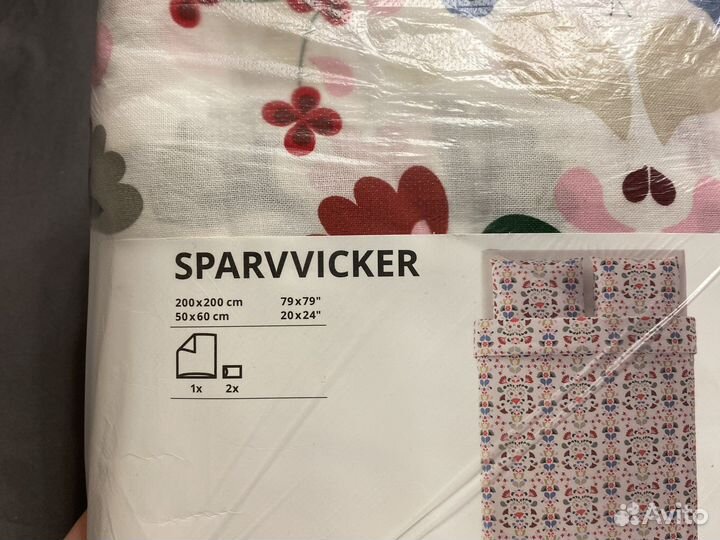 SPARVVICKER
200x200 cm 79x79"
50x60 cm 20x24"
1x 2x
Avito